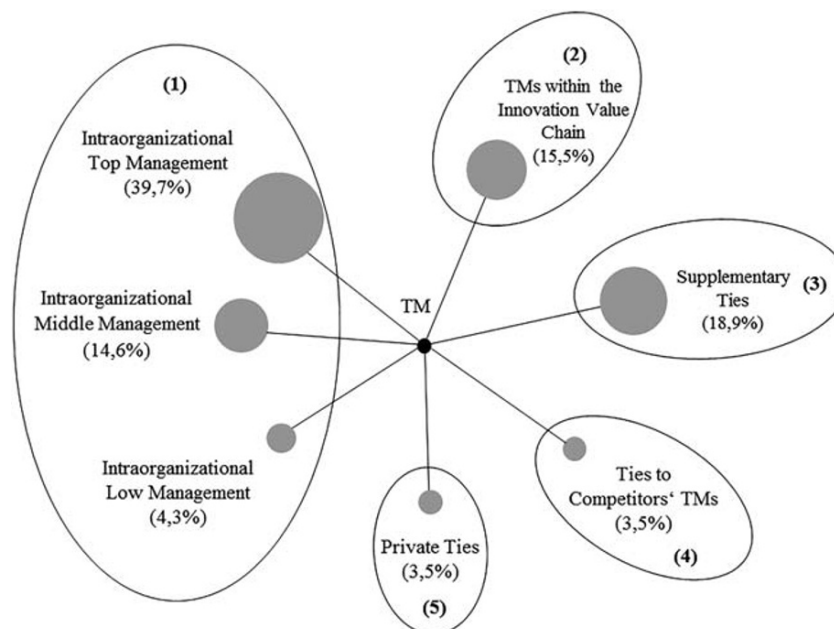 (1)
Intraorganizational
Top Management
(39,7%)
Intraorganizational
Middle Management
(14,6%)
Intraorganizational
Low Management
(4,3%)
(2)
TMs within the
Innovation Value
Chain
(15,5%)
TM
Supplementary
Ties
(18,9%)
(3)
Ties to
Competitors‘ TMs
(3,5%)
(4)
Private Ties
(3,5%)
(5)